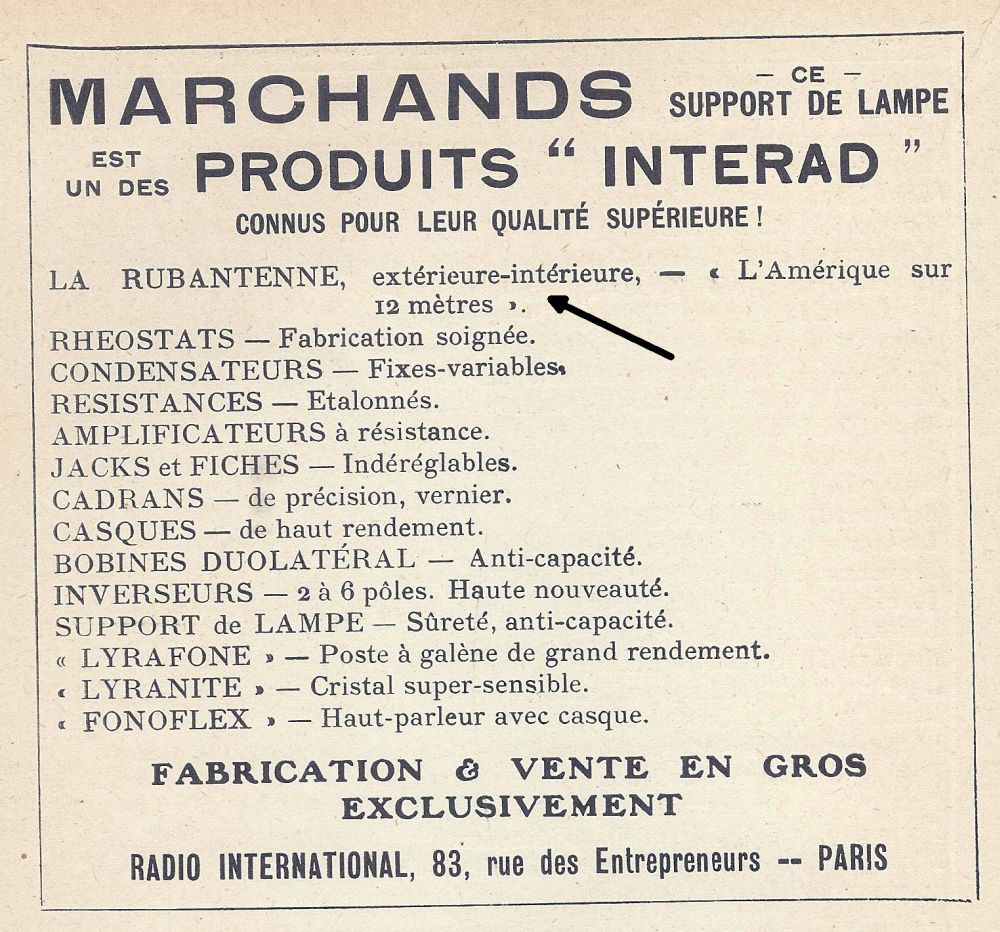 MARCHANDS — CE — SUPPORT DE LAMPE
EST UN DES PRODUITS “ INTERAD ”
CONNUS POUR LEUR QUALITÉ SUPÉRIEURE !
LA RUBANTENNE, extérieure-intérieure, — « L'Amérique sur
12 mètres ».
RHEOSTATS — Fabrication soignée.
CONDENSATEURS — Fixes-variables.
RESISTANCES — Etalonnés.
AMPLIFICATEURS à résistance.
JACKS et FICHES — Indéréglables.
CADRANS — de précision, vernier.
CASQUES — de haut rendement.
BOBINES DUOLATÉRAL — Anti-capacité.
INVERSEURS — 2 à 6 pôles. Haute nouveauté.
SUPPORT de LAMPE — Sûreté, anti-capacité.
« LYRAFONE » — Poste à galène de grand rendement.
« LYRANITE » — Cristal super-sensible.
« FONOFLEX » — Haut-parleur avec casque.
FABRICATION & VENTE EN GROS
EXCLUSIVEMENT
RADIO INTERNATIONAL, 83, rue des Entrepreneurs -- PARIS